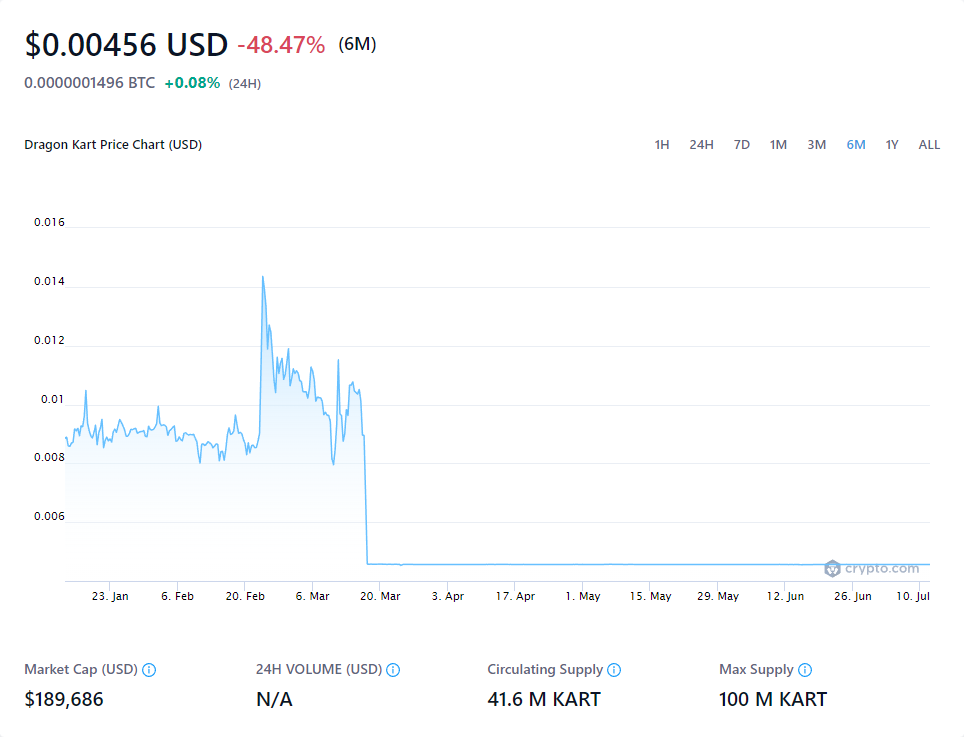 $0.00456 USD -48.47% (6M)
0.0000001496 BTC +0.08% (24H)
Dragon Kart Price Chart (USD) 1H 24H 7D 1M 3M 6M 1Y ALL
0.016
0.014
0.012
0.01
0.008
0.006
crypto.com
23. Jan 6. Feb 20. Feb 6. Mar 20. Mar 3. Apr 17. Apr 1. May 15. May 29. May 12. Jun 26. Jun 10. Jul
Market Cap (USD) 24H VOLUME (USD) Circulating Supply Max Supply
$189,686 N/A 41.6 M KART 100 M KART